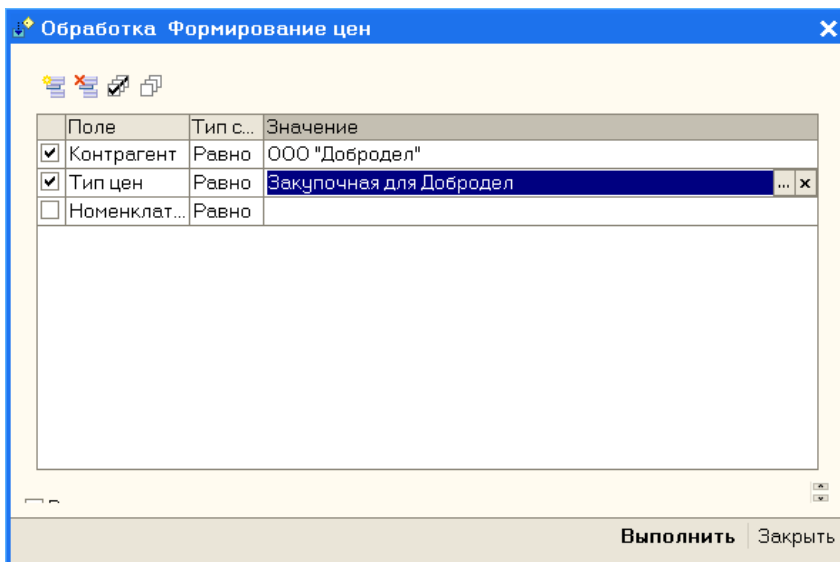 Обработка Формирование цен
Поле Тип с... Значение
Контрагент Равно ООО "Добродел"
Тип цен Равно Закупочная для Добродел ... x
Номенклат... Равно
Выполнить Закрыть